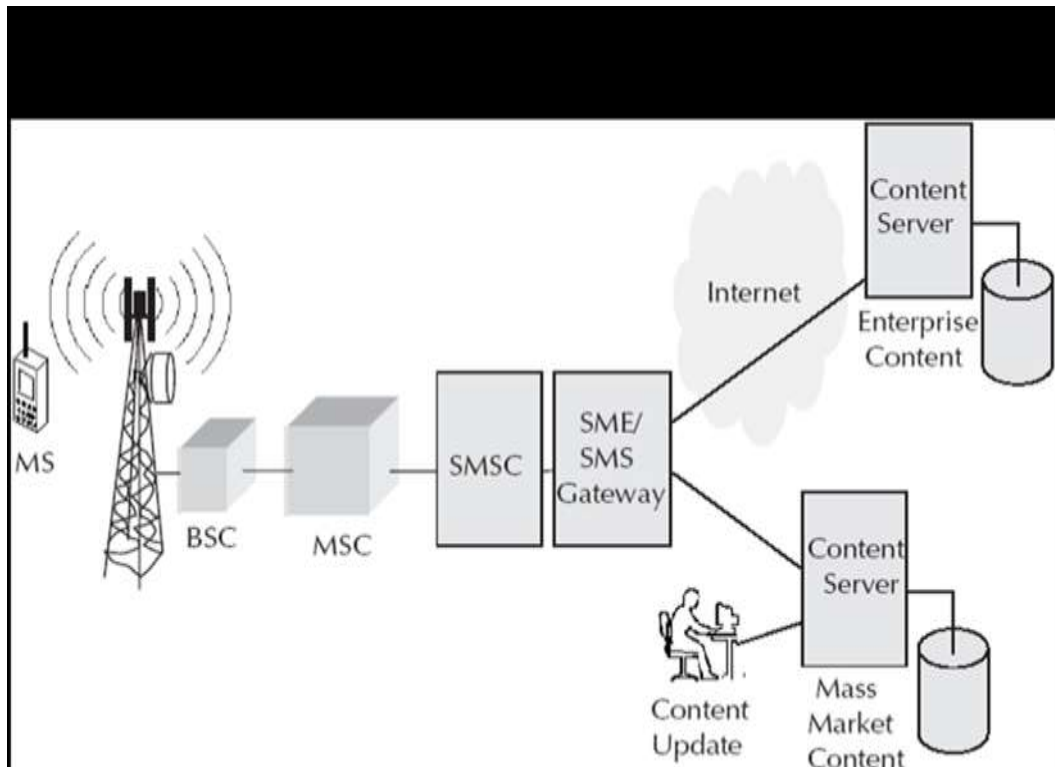 MS
BSC
MSC
SMSC
SME/
SMS
Gateway
Internet
Content
Server
Enterprise
Content
Content
Server
Mass
Market
Content
Content
Update